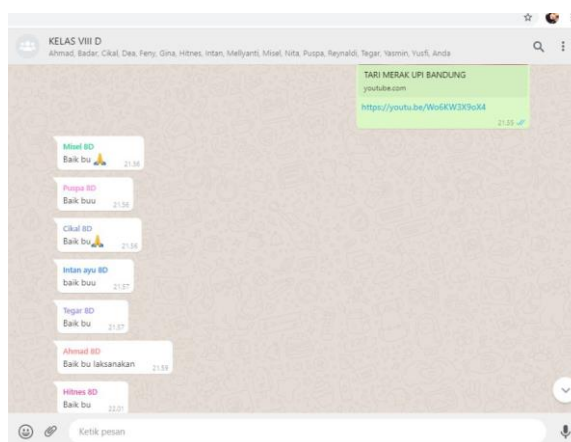 KELAS VIII D
Ahmad, Badar, Cikal, Dea, Feny, Gina, Hitnes, Intan, Mellyanti, Misel, Nita, Puspa, Reynaldi, Tegar, Yasmin, Yusfi, Anda
TARI MERAK UPI BANDUNG
youtube.com
https://youtu.be/Wo6KW3X9oX4
21.35
Misel 8D
Baik bu 🙏
21.36
Puspa 8D
Baik buu
21.36
Cikal 8D
Baik bu 🙏
21.36
Intan ayu 8D
baik buu
21.37
Tegar 8D
Baik bu
21.37
Ahmad 8D
Baik bu laksanakan
21.59
Hitnes 8D
Baik bu
22.01
Ketik pesan